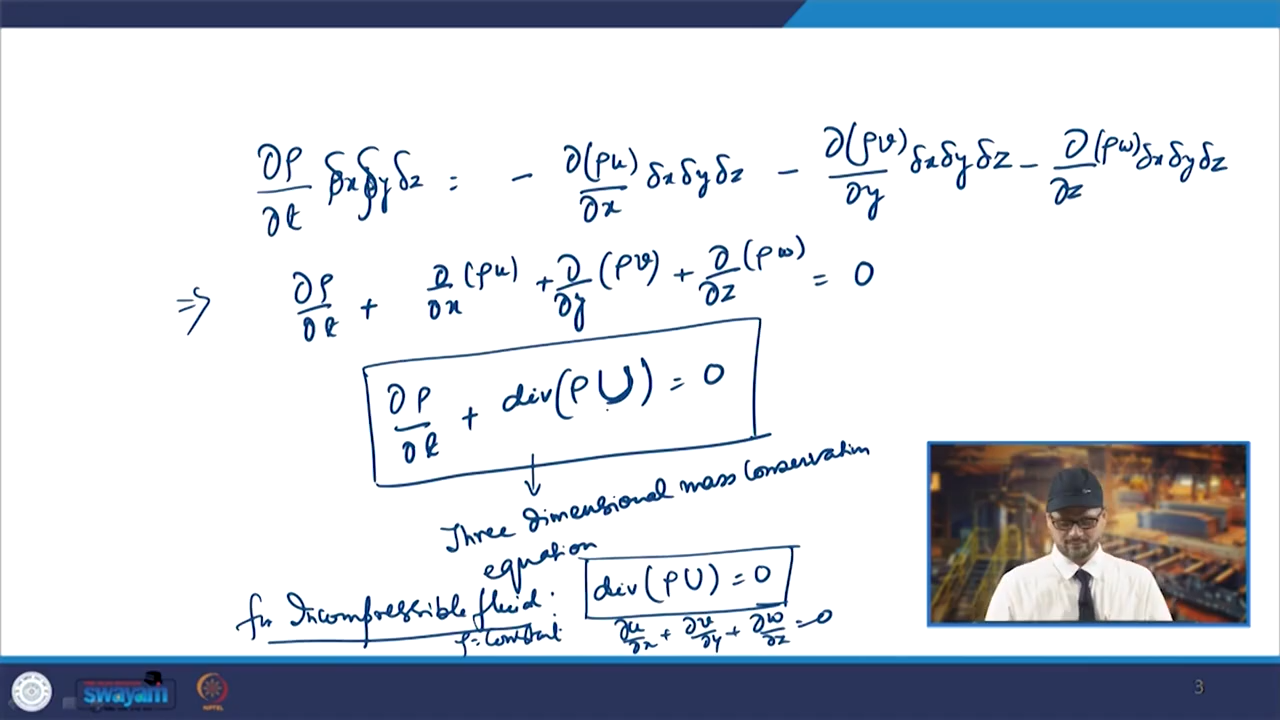 ∂ρ/∂t δxδyδz = - ∂(ρu)/∂x δxδyδz - ∂(ρv)/∂y δxδyδz - ∂/∂z (ρw) δxδyδz
⇒ ∂ρ/∂t + ∂/∂x (ρu) + ∂/∂y (ρv) + ∂/∂z (ρw) = 0
∂ρ/∂t + div(ρU) = 0
↓
Three dimensional mass conservation
equation
for Incompressible fluid:
ρ=constant:
div(ρU) = 0
∂u/∂x + ∂v/∂y + ∂w/∂z = 0
swayam
NPTEL
3